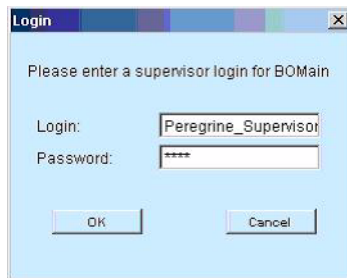 Login
Please enter a supervisor login for BOMain
Login: Peregrine_Supervisor
Password: ****
OK Cancel